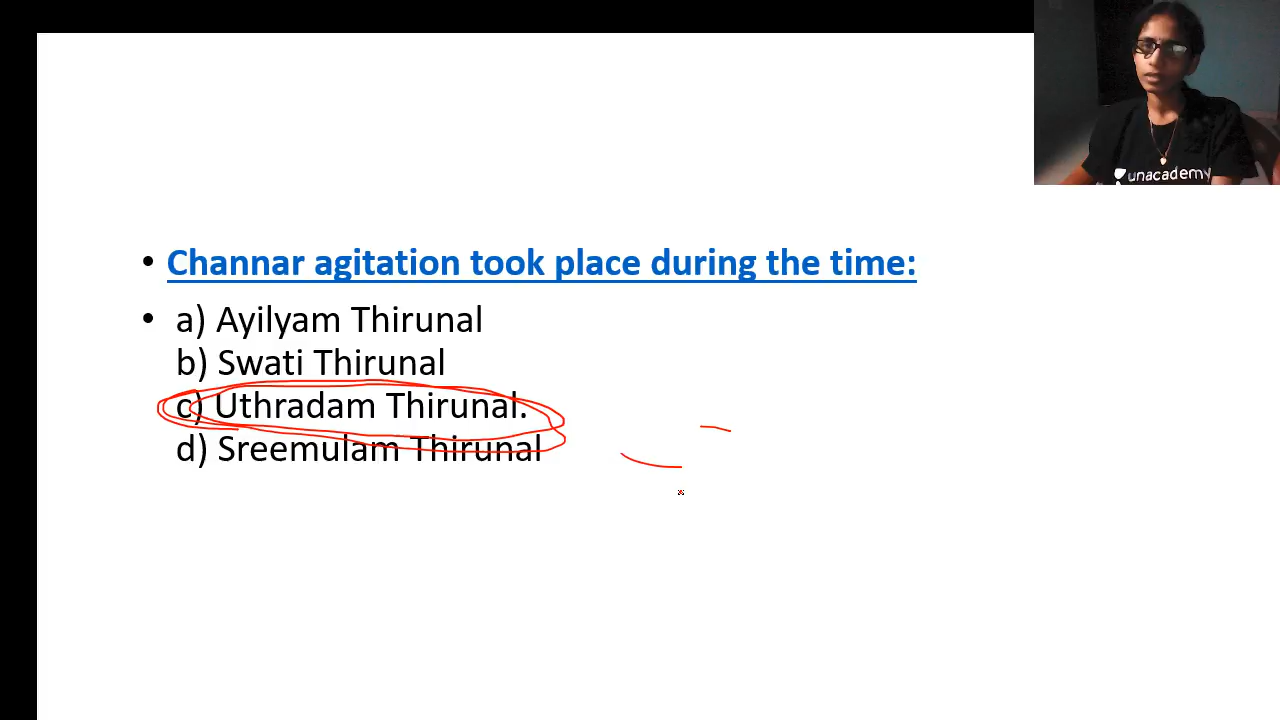 unacademy
• Channar agitation took place during the time:
• a) Ayilyam Thirunal
b) Swati Thirunal
c) Uthradam Thirunal.
d) Sreemulam Thirunal